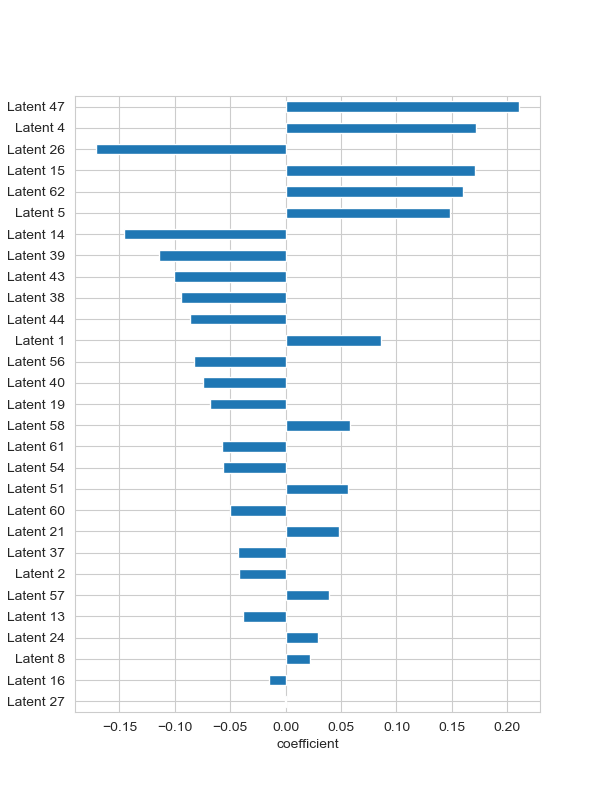 Latent 47
Latent 4
Latent 26
Latent 15
Latent 62
Latent 5
Latent 14
Latent 39
Latent 43
Latent 38
Latent 44
Latent 1
Latent 56
Latent 40
Latent 19
Latent 58
Latent 61
Latent 54
Latent 51
Latent 60
Latent 21
Latent 37
Latent 2
Latent 57
Latent 13
Latent 24
Latent 8
Latent 16
Latent 27
−0.15 −0.10 −0.05 0.00 0.05 0.10 0.15 0.20
coefficient